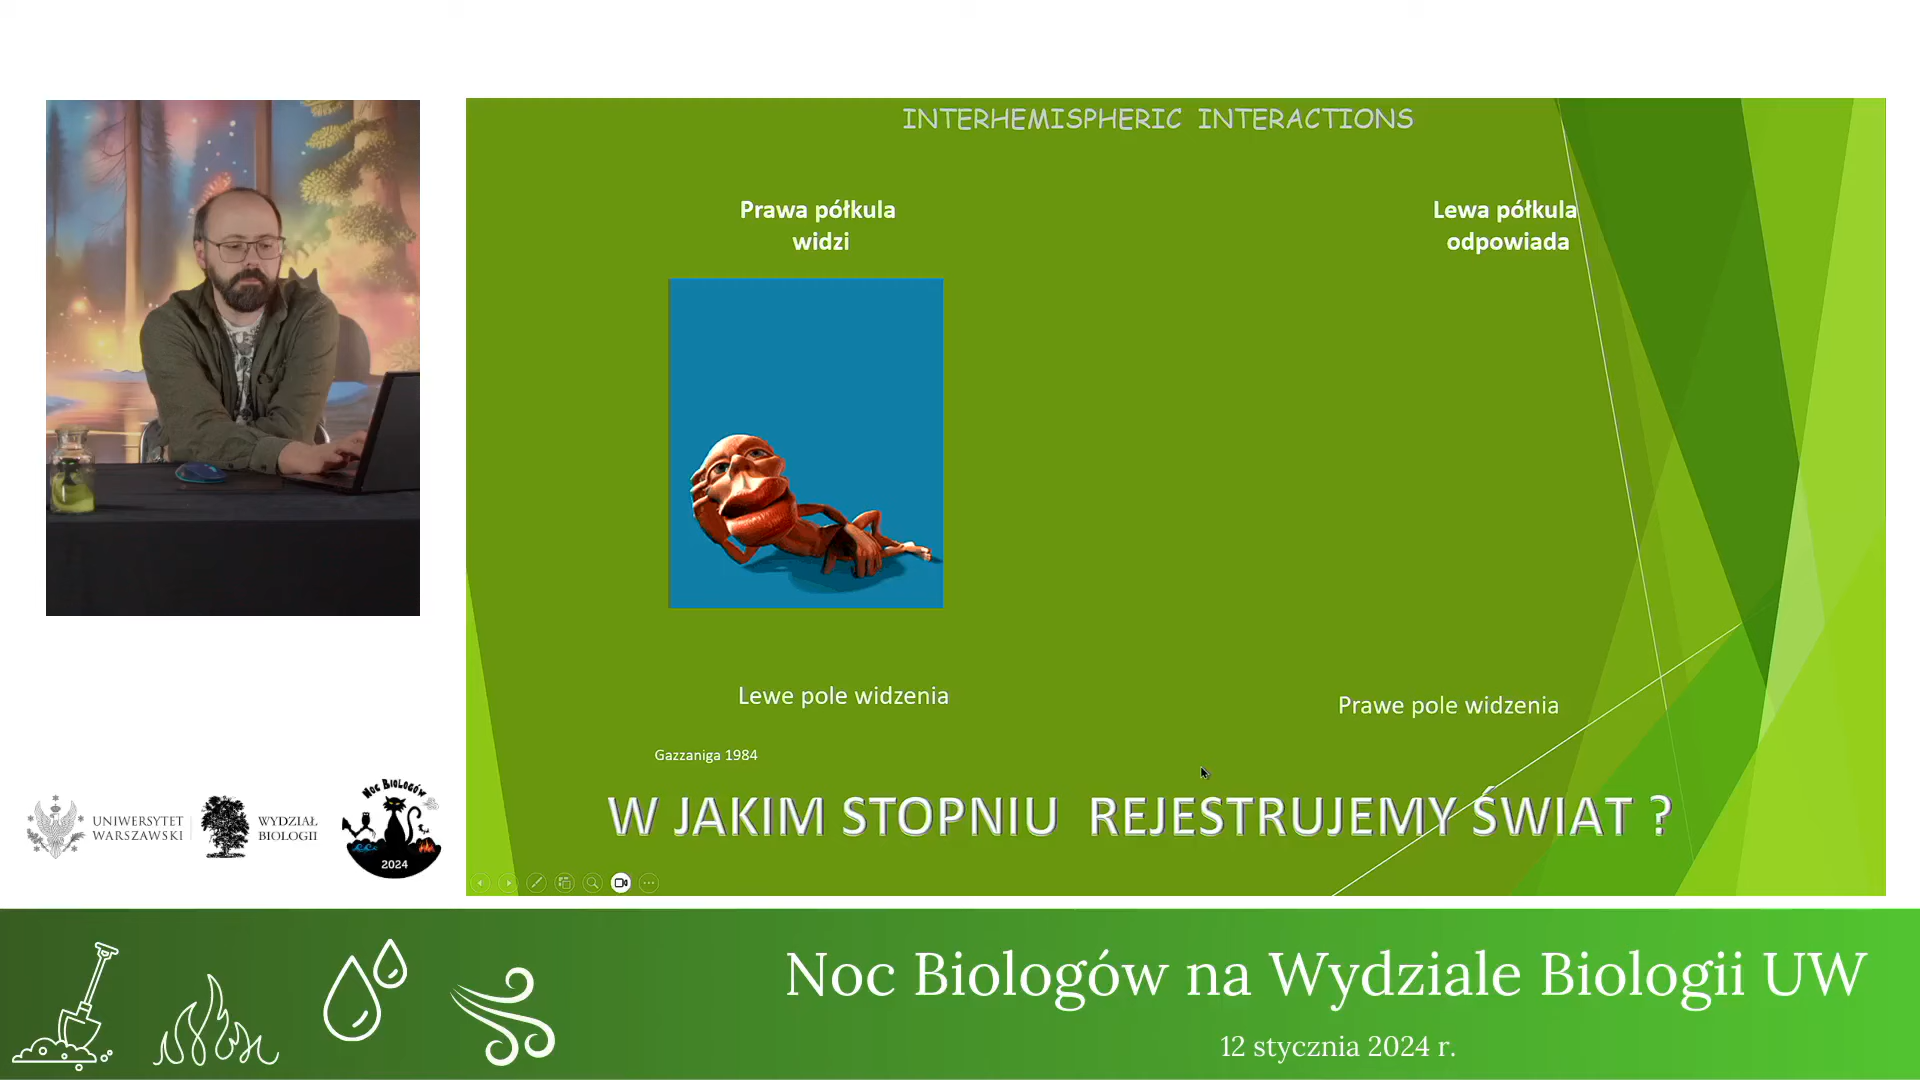 INTERHEMISPHERIC INTERACTIONS
Prawa półkula
widzi
Lewa półkula
odpowiada
Lewe pole widzenia
Prawe pole widzenia
Gazzaniga 1984
W JAKIM STOPNIU REJESTRUJEMY ŚWIAT ?
UNIWERSYTET
WARSZAWSKI
WYDZIAŁ
BIOLOGII
Noc Biologów
2024
Noc Biologów na Wydziale Biologii UW
12 stycznia 2024 r.